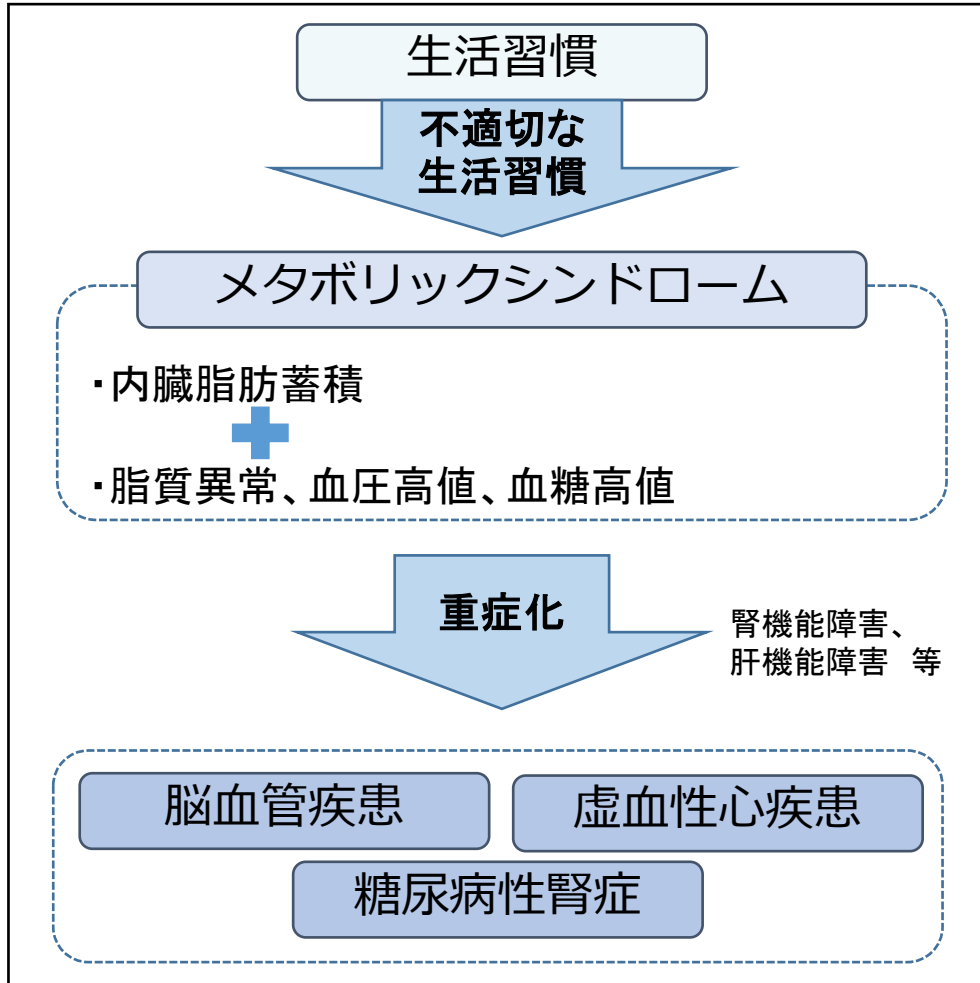 生活習慣
不適切な
生活習慣
メタボリックシンドローム
・内臓脂肪蓄積
・脂質異常、血圧高値、血糖高値
重症化
腎機能障害、
肝機能障害　等
脳血管疾患
虚血性心疾患
糖尿病性腎症